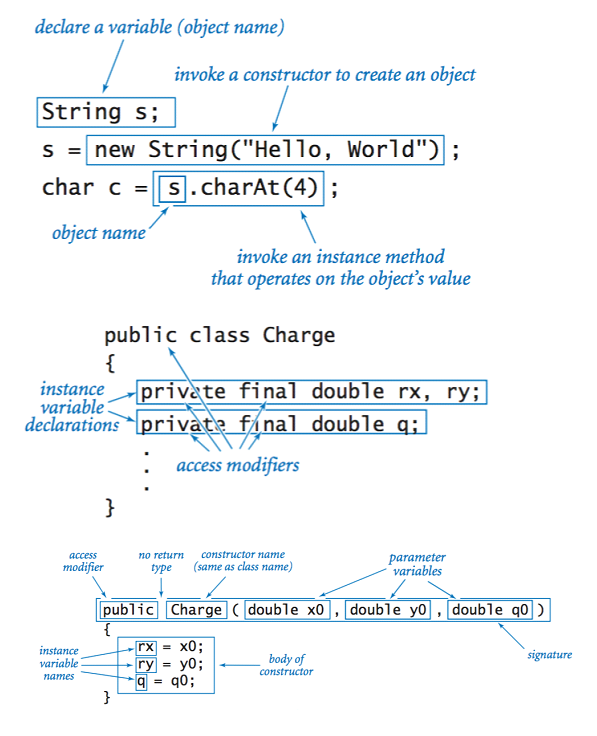 declare a variable (object name)
invoke a constructor to create an object
String s;
s = new String("Hello, World") ;
char c = s.charAt(4) ;
object name
invoke an instance method
that operates on the object's value
public class Charge
{
instance
variable
declarations
private final double rx, ry;
private final double q;
access modifiers
.
.
.
}
access
modifier
no return
type
constructor name
(same as class name)
parameter
variables
public Charge ( double x0 , double y0 , double q0 )
{
instance
variable
names
rx = x0;
ry = y0;
q = q0;
body of
constructor
signature
}